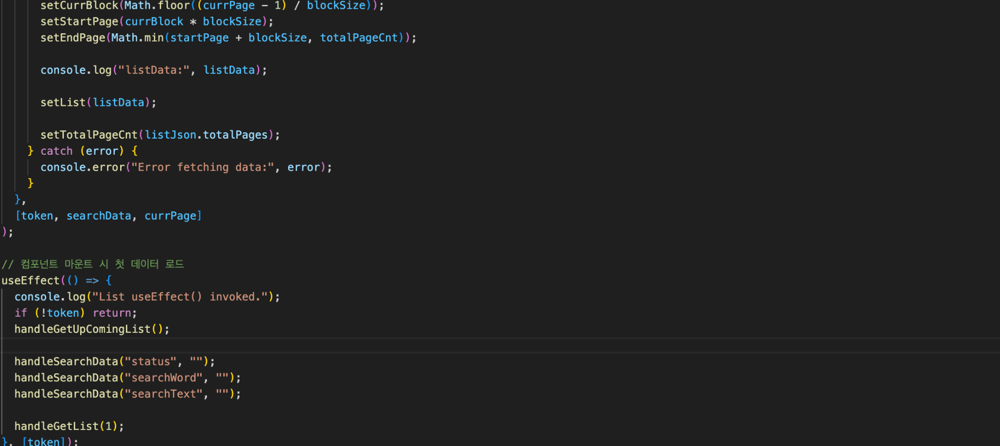 setCurrBlock(Math.floor((currPage - 1) / blockSize));
setStartPage(currBlock * blockSize);
setEndPage(Math.min(startPage + blockSize, totalPageCnt));
console.log("listData:", listData);
setList(listData);
setTotalPageCnt(listJson.totalPages);
} catch (error) {
console.error("Error fetching data:", error);
}
},
[token, searchData, currPage]
);
// 컴포넌트 마운트 시 첫 데이터 로드
useEffect(() => {
console.log("List useEffect() invoked.");
if (!token) return;
handleGetUpComingList();
handleSearchData("status", "");
handleSearchData("searchWord", "");
handleSearchData("searchText", "");
handleGetList(1);
}, [token]);